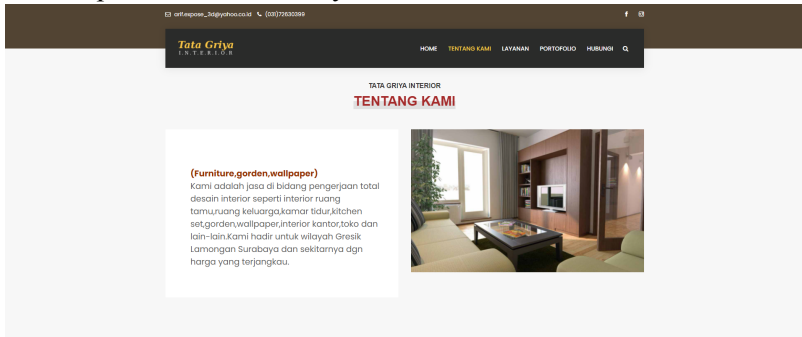 arif.expose_3d@yahoo.co.id (031)72630399
Tata Griya
I.N.T.E.R.I.O.R
HOME TENTANG KAMI LAYANAN PORTOFOLIO HUBUNGI
TATA GRIYA INTERIOR
TENTANG KAMI
(Furniture,gorden,wallpaper)
Kami adalah jasa di bidang pengerjaan total
desain interior seperti interior ruang
tamu,ruang keluarga,kamar tidur,kitchen
set,gorden,wallpaper,interior kantor,toko dan
lain-lain.Kami hadir untuk wilayah Gresik
Lamongan Surabaya dan sekitarnya dgn
harga yang terjangkau.